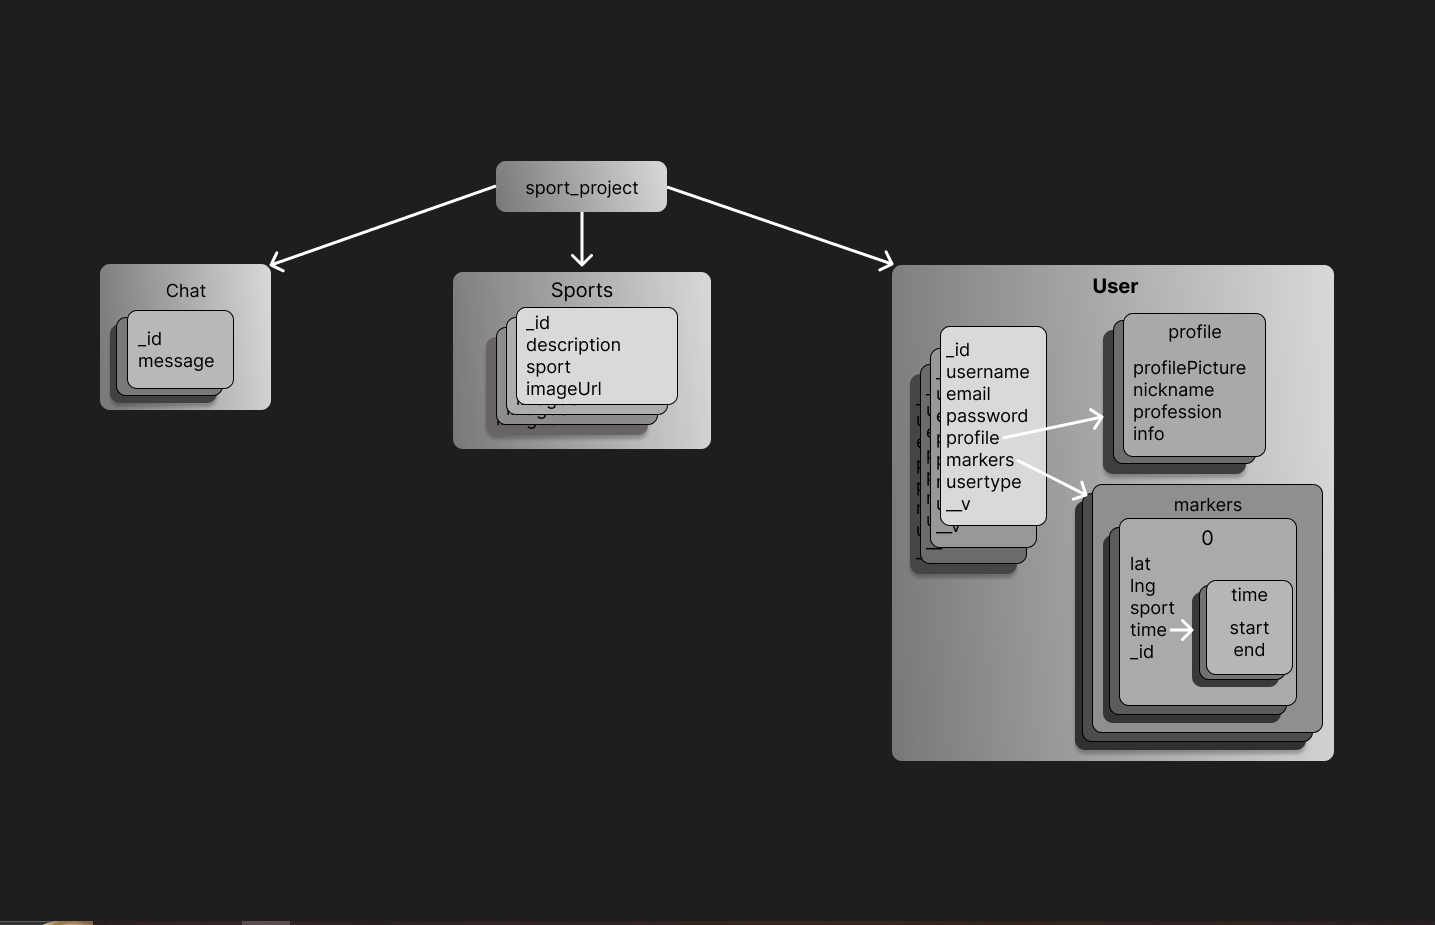 sport_project
Chat
_id
message
Sports
_id
description
sport
imageUrl
User
_id
username
email
password
profile
markers
usertype
__v
__v
profile
profilePicture
nickname
profession
info
markers
0
lat
lng
sport
time
_id
time
start
end